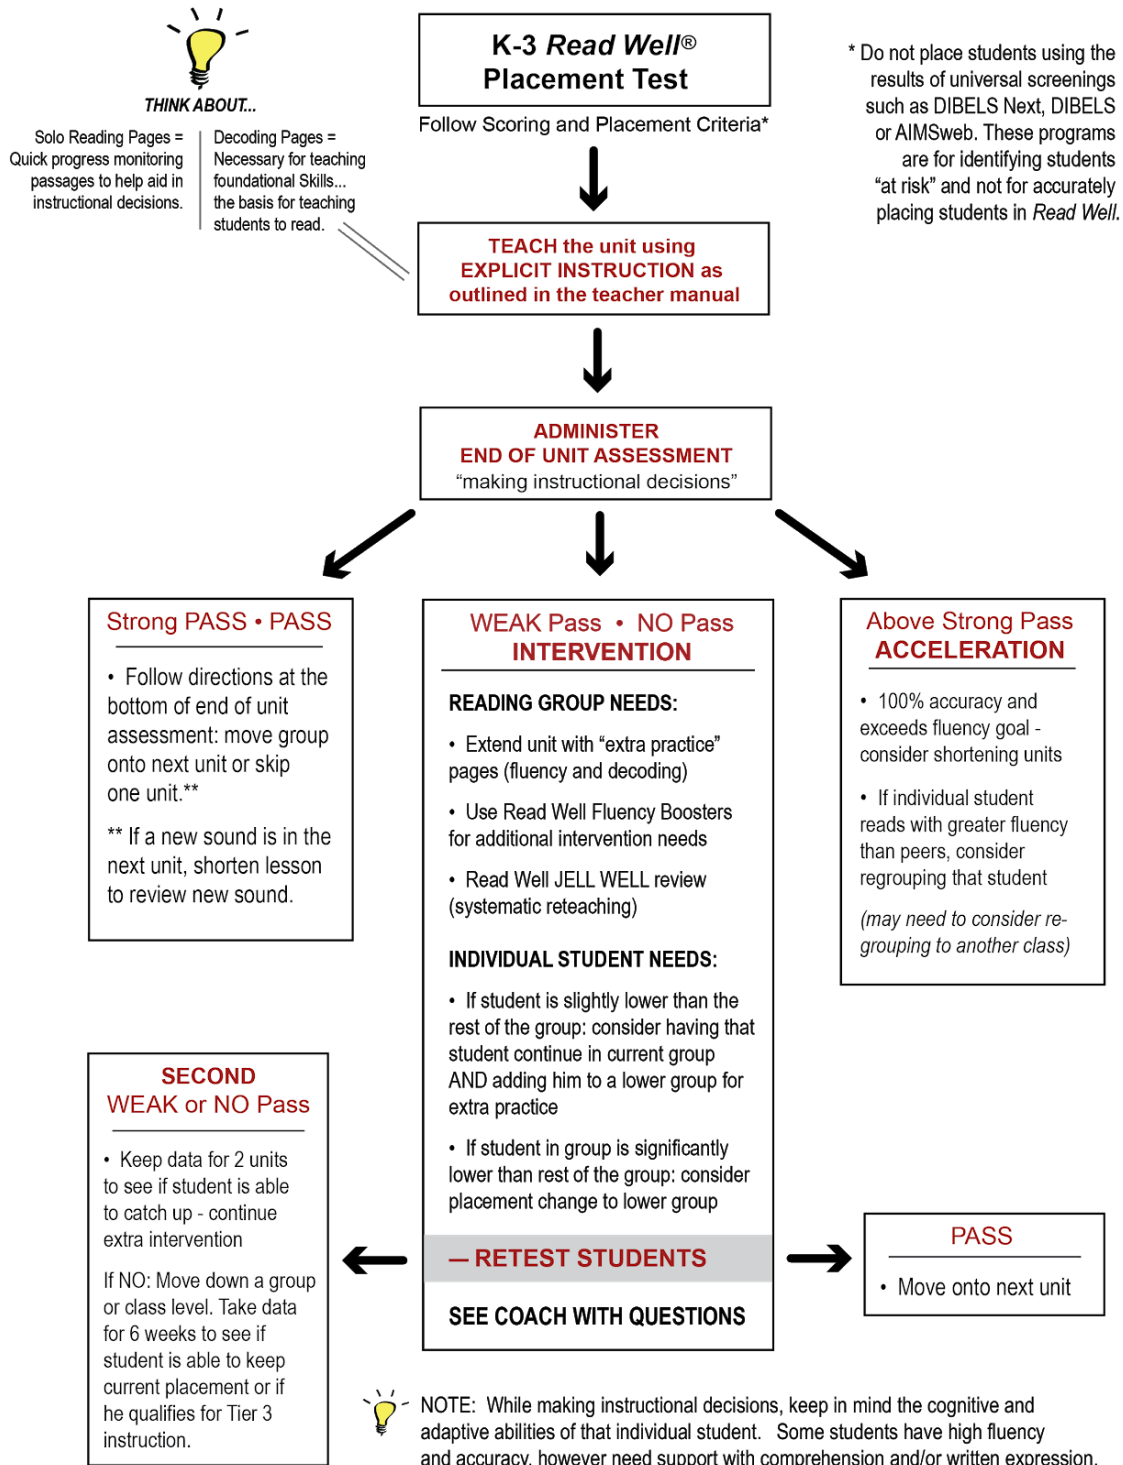 K-3 Read Well®
Placement Test
Follow Scoring and Placement Criteria*
* Do not place students using the
results of universal screenings
such as DIBELS Next, DIBELS
or AIMSweb. These programs
are for identifying students
“at risk” and not for accurately
placing students in Read Well.
THINK ABOUT...
Solo Reading Pages =
Quick progress monitoring
passages to help aid in
instructional decisions.
Decoding Pages =
Necessary for teaching
foundational Skills...
the basis for teaching
students to read.
TEACH the unit using
EXPLICIT INSTRUCTION as
outlined in the teacher manual
ADMINISTER
END OF UNIT ASSESSMENT
“making instructional decisions”
Strong PASS • PASS
• Follow directions at the
bottom of end of unit
assessment: move group
onto next unit or skip
one unit.**
** If a new sound is in the
next unit, shorten lesson
to review new sound.
WEAK Pass • NO Pass
INTERVENTION
READING GROUP NEEDS:
• Extend unit with “extra practice”
pages (fluency and decoding)
• Use Read Well Fluency Boosters
for additional intervention needs
• Read Well JELL WELL review
(systematic reteaching)
INDIVIDUAL STUDENT NEEDS:
• If student is slightly lower than the
rest of the group: consider having that
student continue in current group
AND adding him to a lower group for
extra practice
• If student in group is significantly
lower than rest of the group: consider
placement change to lower group
— RETEST STUDENTS
SEE COACH WITH QUESTIONS
Above Strong Pass
ACCELERATION
• 100% accuracy and
exceeds fluency goal -
consider shortening units
• If individual student
reads with greater fluency
than peers, consider
regrouping that student
(may need to consider re-
grouping to another class)
SECOND
WEAK or NO Pass
• Keep data for 2 units
to see if student is able
to catch up - continue
extra intervention
If NO: Move down a group
or class level. Take data
for 6 weeks to see if
student is able to keep
current placement or if
he qualifies for Tier 3
instruction.
PASS
• Move onto next unit
NOTE: While making instructional decisions, keep in mind the cognitive and
adaptive abilities of that individual student. Some students have high fluency
and accuracy, however need support with comprehension and/or written expression.